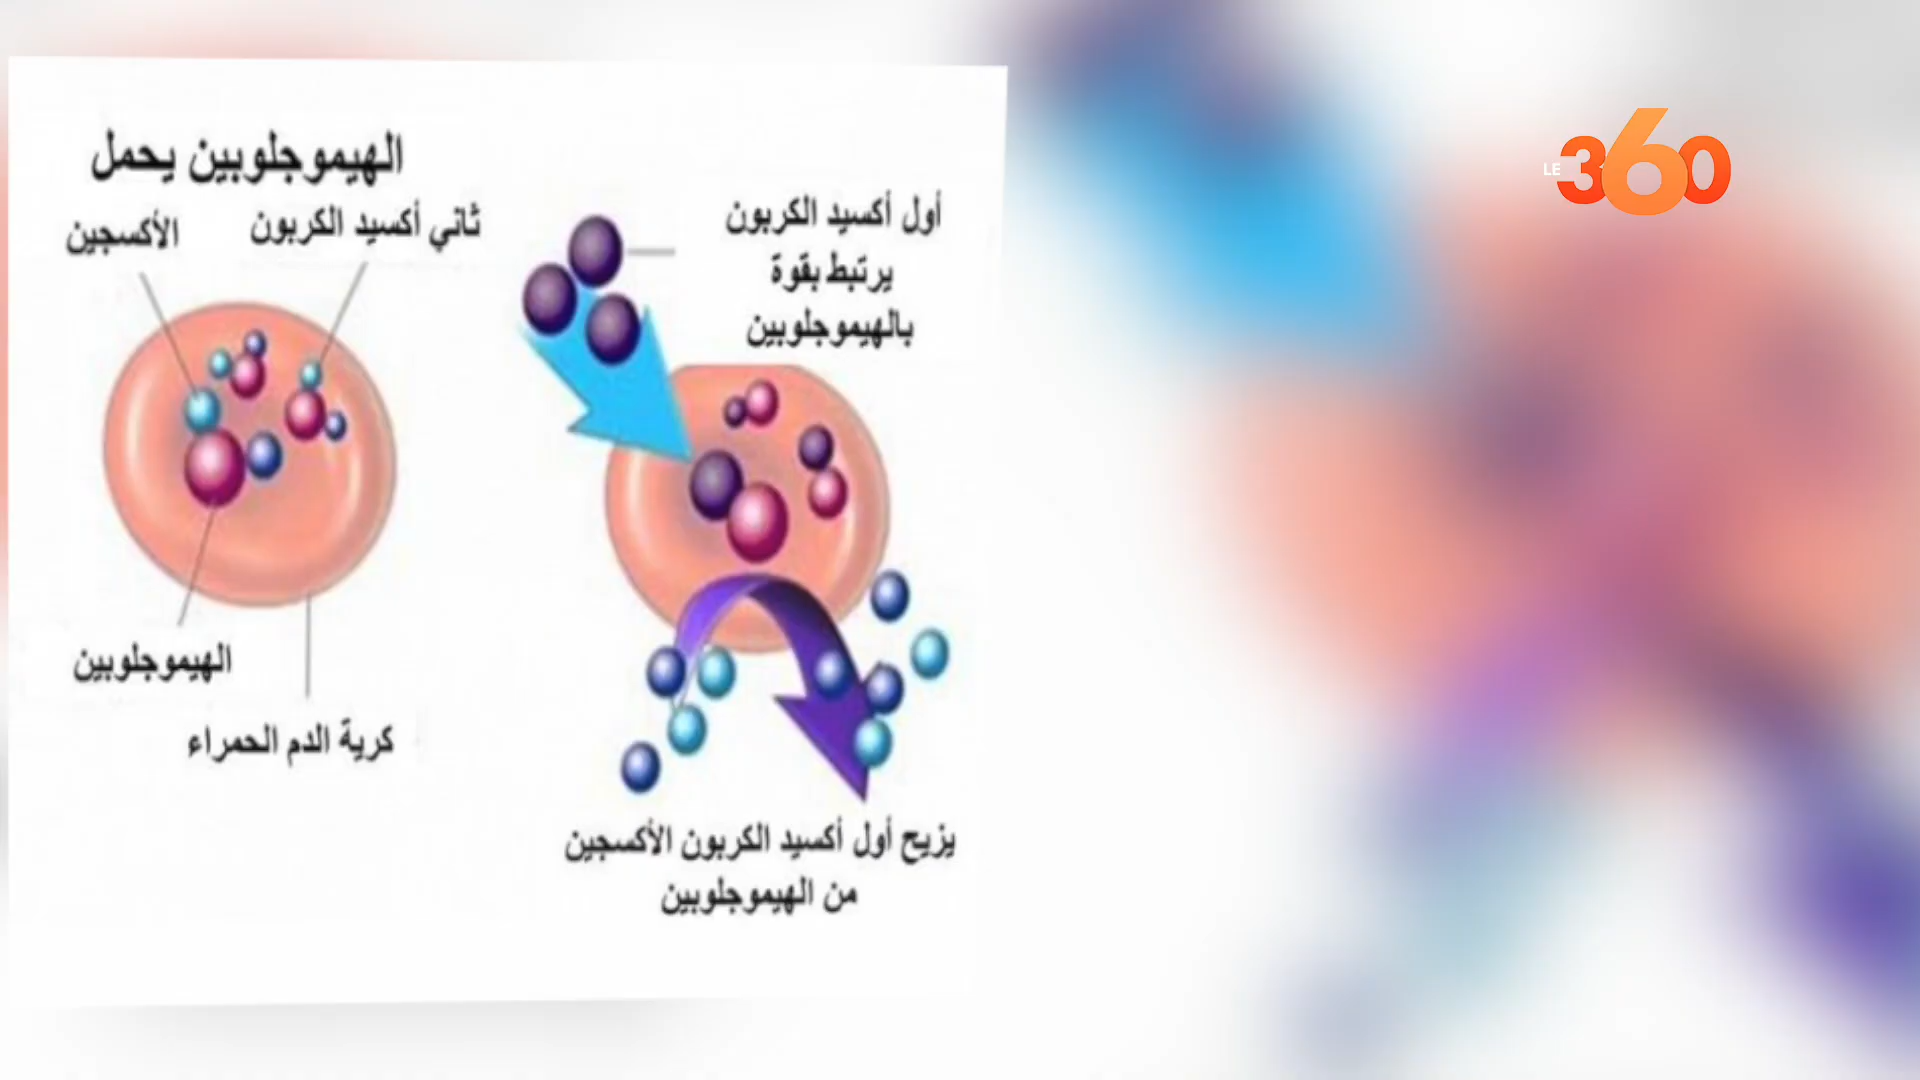 الهيموجلوبين يحمل
ثاني أكسيد الكربون
الأكسجين
الهيموجلوبين
كرية الدم الحمراء
أول أكسيد الكربون
يرتبط بقوة
بالهيموجلوبين
يزيح أول أكسيد الكربون الأكسجين
من الهيموجلوبين
LE 360